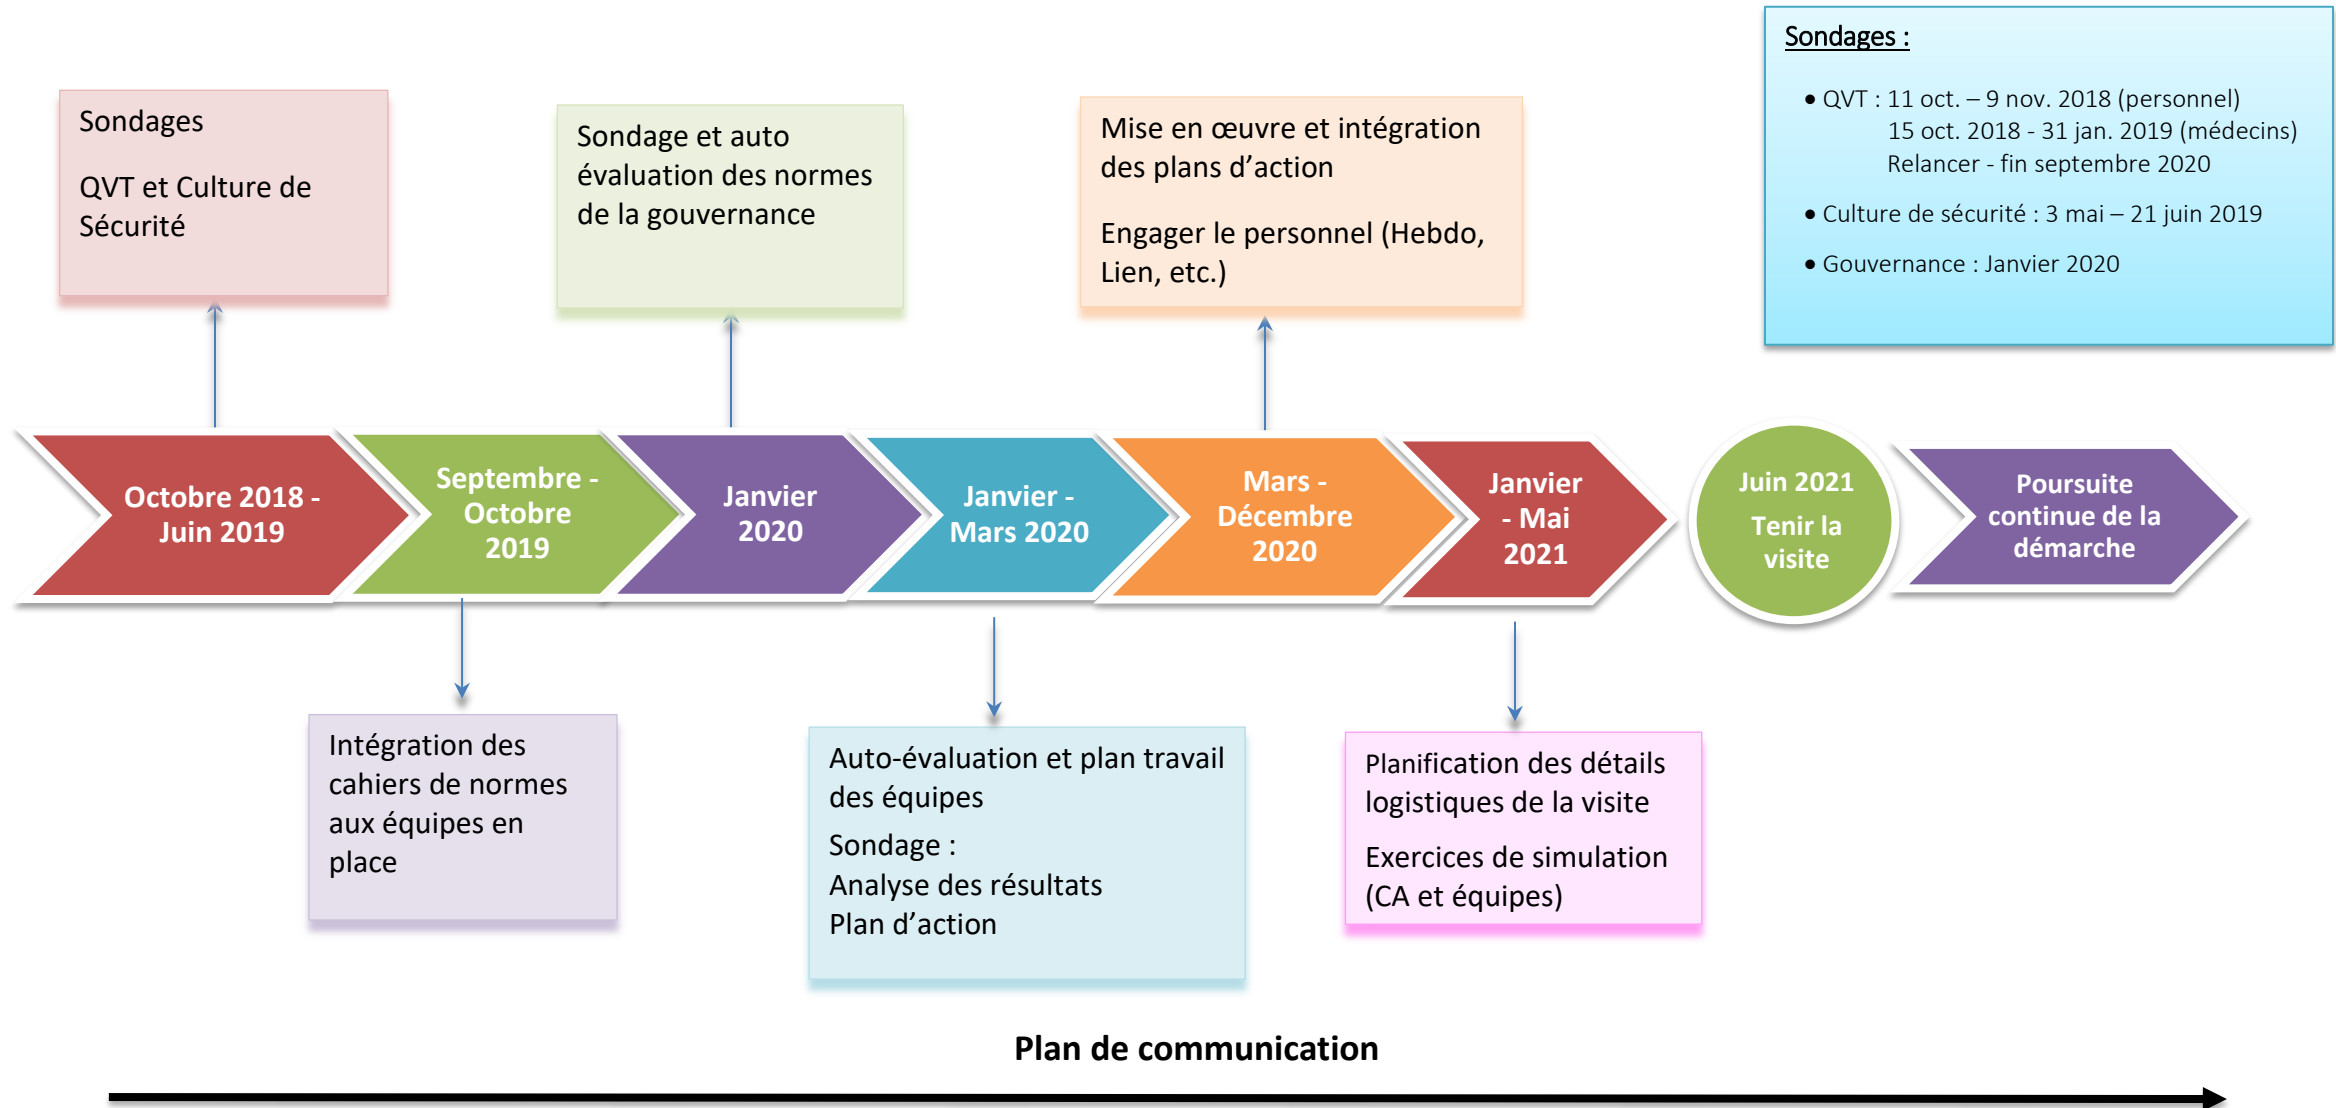 Sondages :
• QVT : 11 oct. – 9 nov. 2018 (personnel)
15 oct. 2018 - 31 jan. 2019 (médecins)
Relancer - fin septembre 2020
• Culture de sécurité : 3 mai – 21 juin 2019
• Gouvernance : Janvier 2020
Sondages
QVT et Culture de
Sécurité
Sondage et auto
évaluation des normes
de la gouvernance
Mise en œuvre et intégration
des plans d’action
Engager le personnel (Hebdo,
Lien, etc.)
Octobre 2018 -
Juin 2019
Septembre -
Octobre
2019
Janvier
2020
Janvier -
Mars 2020
Mars -
Décembre
2020
Janvier
- Mai
2021
Juin 2021
Tenir la
visite
Poursuite
continue de la
démarche
Intégration des
cahiers de normes
aux équipes en
place
Auto-évaluation et plan travail
des équipes
Sondage :
Analyse des résultats
Plan d’action
Planification des détails
logistiques de la visite
Exercices de simulation
(CA et équipes)
Plan de communication